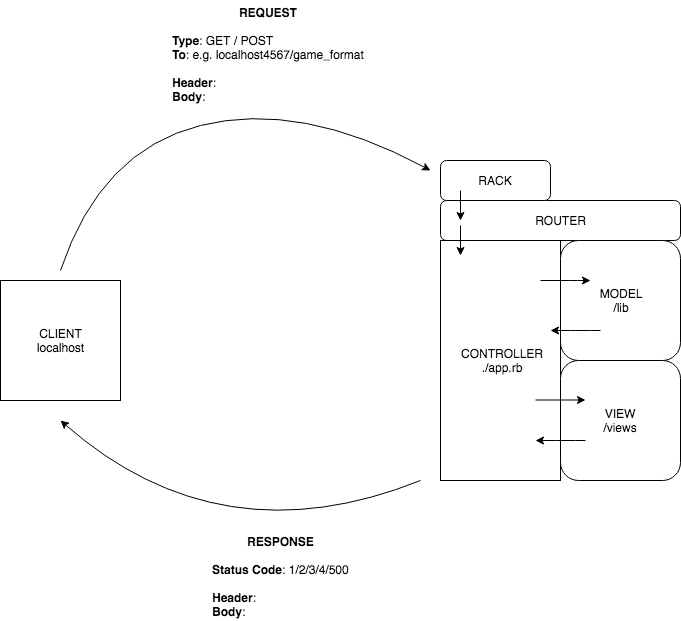 REQUEST
Type: GET / POST
To: e.g. localhost4567/game_format
Header:
Body:
RACK
ROUTER
MODEL
/lib
CLIENT
localhost
CONTROLLER
./app.rb
VIEW
/views
RESPONSE
Status Code: 1/2/3/4/500
Header:
Body: